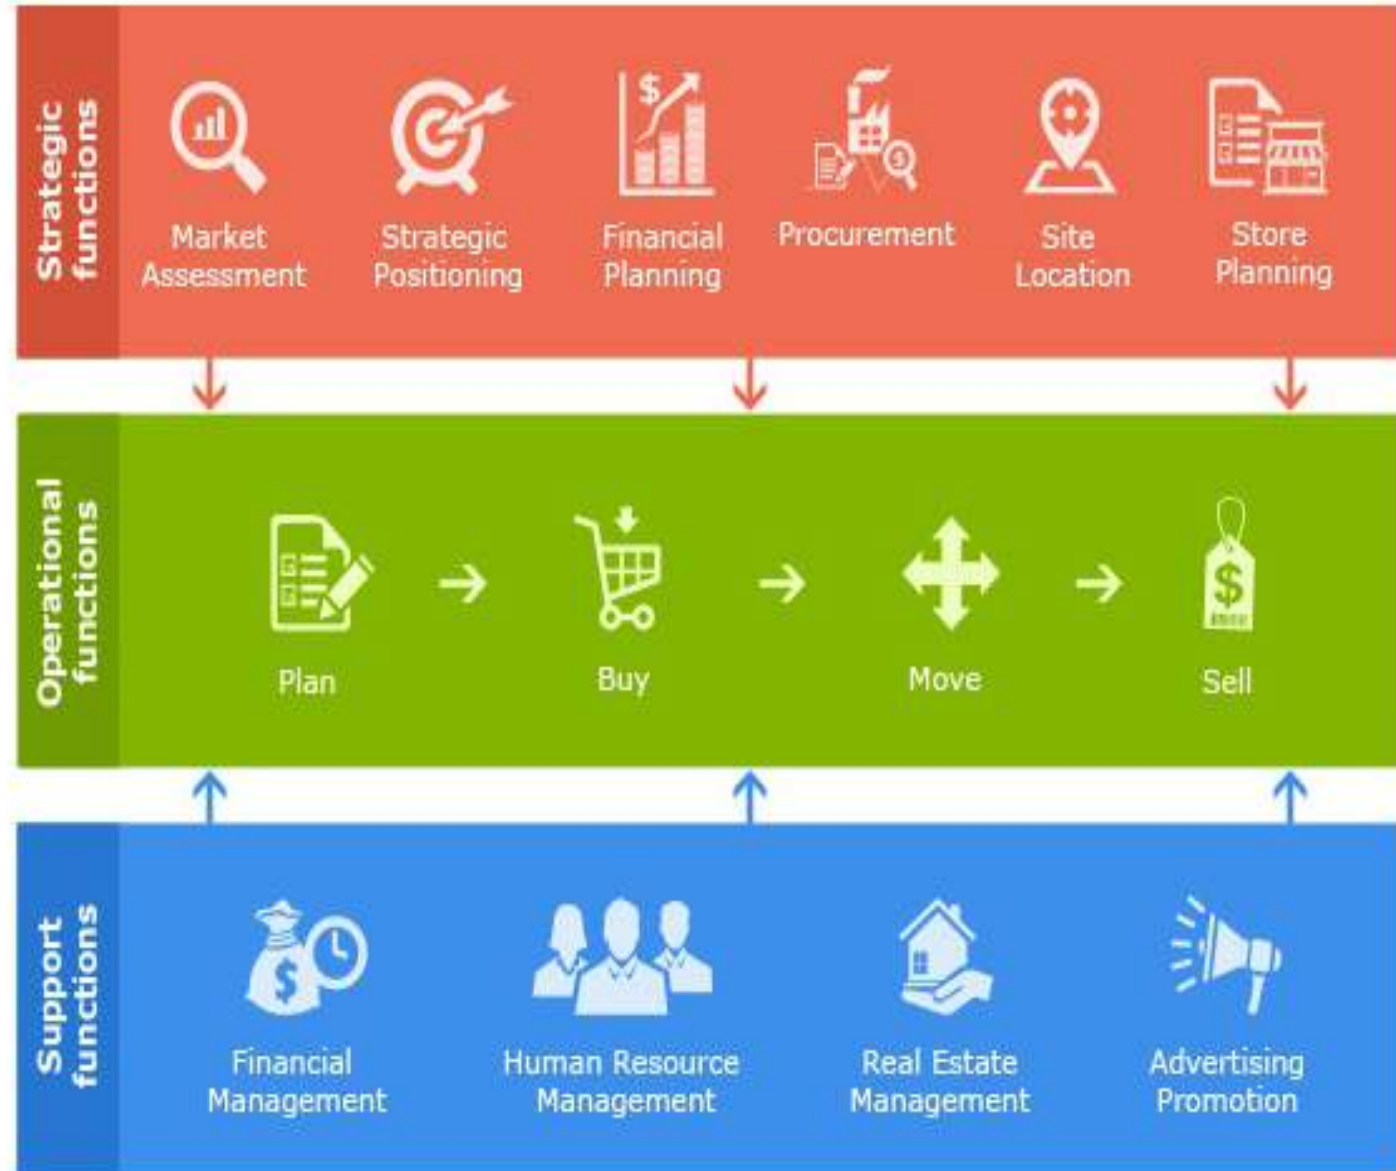 Strategic
functions
Market
Assessment
Strategic
Positioning
Financial
Planning
Procurement
Site
Location
Store
Planning
$
$
Operational
functions
Plan
Buy
Move
Sell
$
Support
functions
Financial
Management
Human Resource
Management
Real Estate
Management
Advertising
Promotion
$